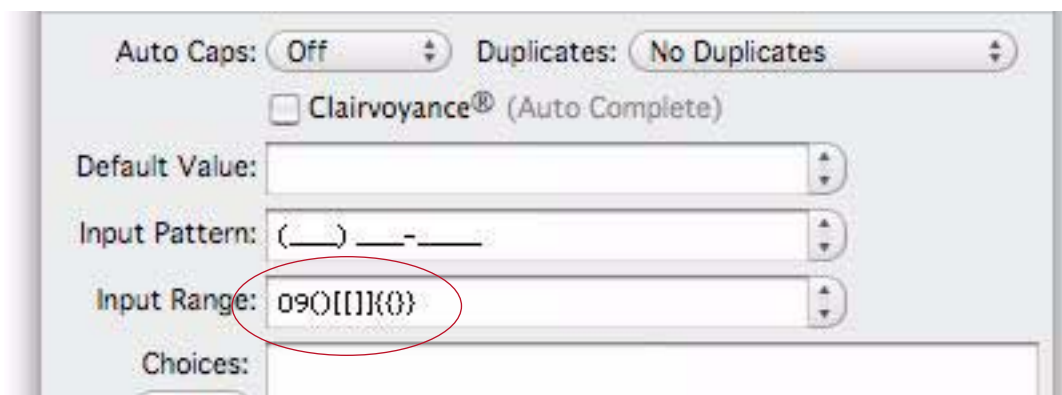 Auto Caps: Off Duplicates: No Duplicates
Clairvoyance® (Auto Complete)
Default Value:
Input Pattern: (___) ___-____
Input Range: 09()[[]]{{}}
Choices: